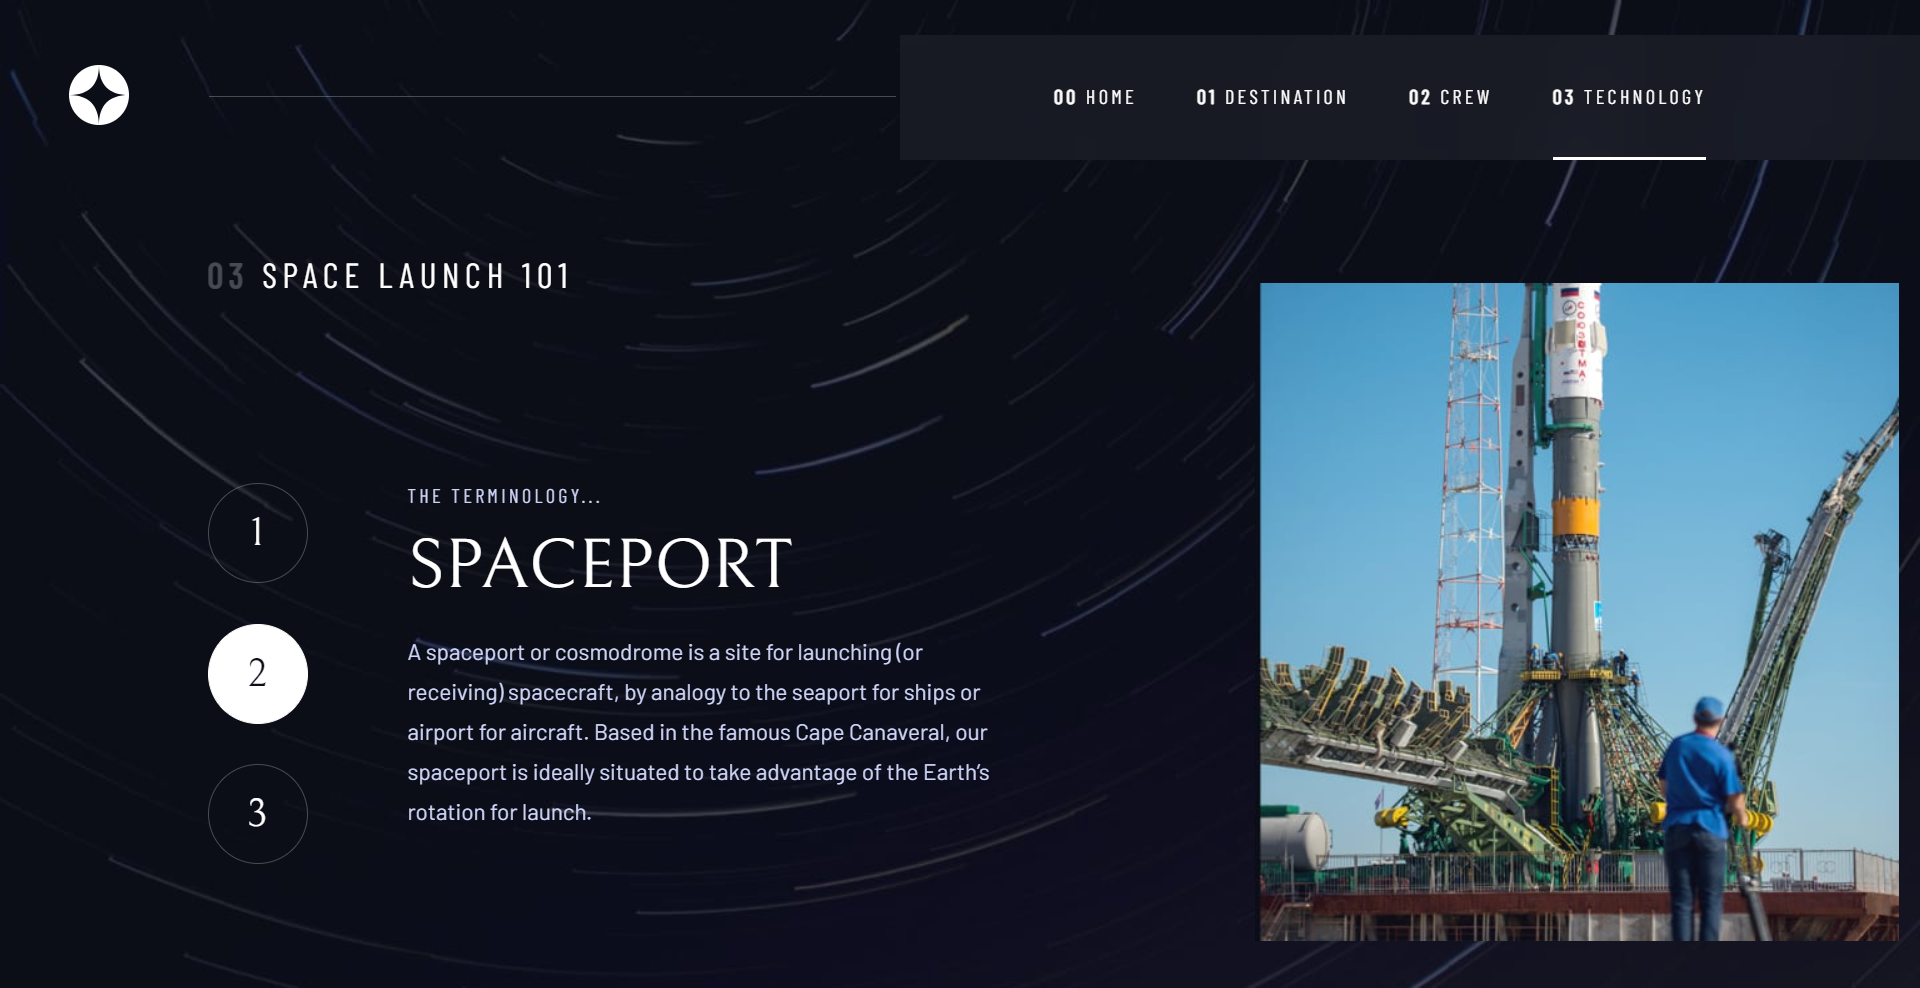 00 HOME
01 DESTINATION
02 CREW
03 TECHNOLOGY
03 SPACE LAUNCH 101
1
2
3
THE TERMINOLOGY...
SPACEPORT
A spaceport or cosmodrome is a site for launching (or
receiving) spacecraft, by analogy to the seaport for ships or
airport for aircraft. Based in the famous Cape Canaveral, our
spaceport is ideally situated to take advantage of the Earth’s
rotation for launch.